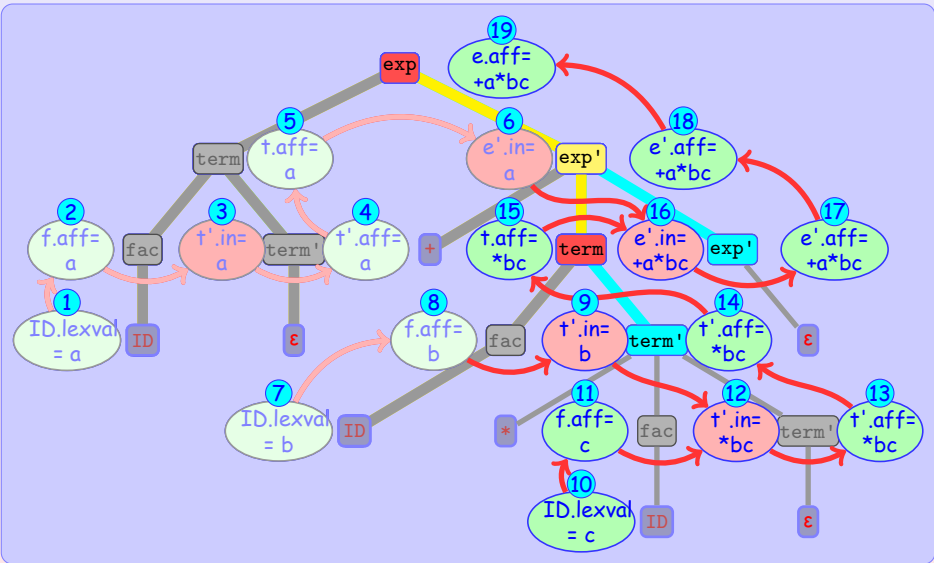 19
e.aff=
+a*bc
exp
5
t.aff=
a
6
e'.in=
a
18
e'.aff=
+a*bc
term
exp'
2
f.aff=
a
3
t'.in=
a
4
t'.aff=
a
15
t.aff=
*bc
16
e'.in=
+a*bc
17
e'.aff=
+a*bc
fac
term'
+
term
exp'
1
ID.lexval
= a
ID
ε
8
f.aff=
b
fac
9
t'.in=
b
term'
14
t'.aff=
*bc
ε
7
ID.lexval
= b
ID
*
11
f.aff=
c
fac
12
t'.in=
*bc
term'
13
t'.aff=
*bc
10
ID.lexval
= c
ID
ε